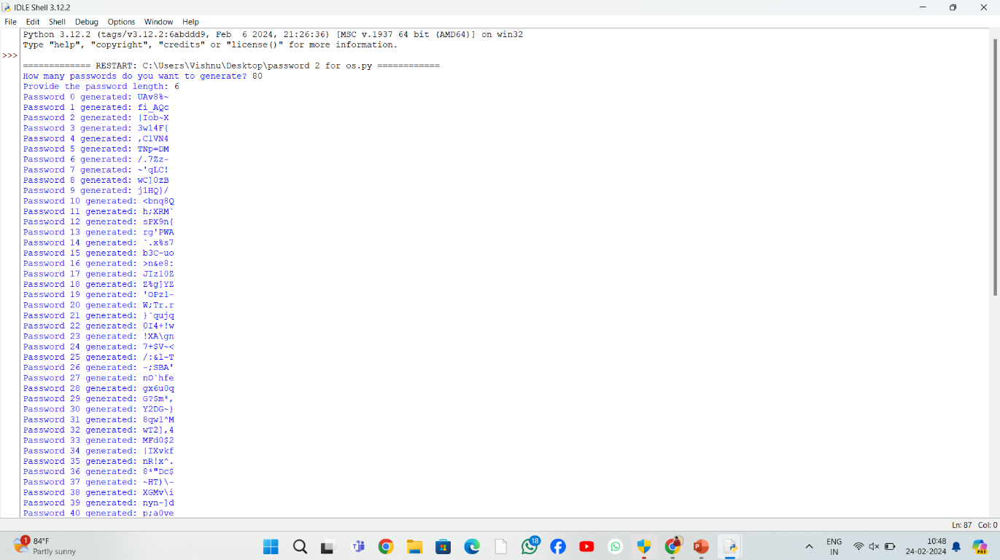 IDLE Shell 3.12.2
File Edit Shell Debug Options Window Help
Python 3.12.2 (tags/v3.12.2:6abddd9, Feb  6 2024, 21:26:36) [MSC v.1937 64 bit (AMD64)] on win32
Type "help", "copyright", "credits" or "license()" for more information.
>>>
============= RESTART: C:\Users\Vishnu\Desktop\password 2 for os.py ============
How many passwords do you want to generate? 80
Provide the password length: 6
Password 0 generated: UAv8%~
Password 1 generated: fi_AQc
Password 2 generated: |Iob~X
Password 3 generated: 3w14F{
Password 4 generated: ,C1VN4
Password 5 generated: TNp=DM
Password 6 generated: /.7Zz-
Password 7 generated: ~'qLC!
Password 8 generated: wC]0zB
Password 9 generated: j1HQ}/
Password 10 generated: <bnq8Q
Password 11 generated: h;XRM`
Password 12 generated: sPX9n{
Password 13 generated: rg'PWA
Password 14 generated: `.x%s7
Password 15 generated: b3C-uo
Password 16 generated: >n&e8:
Password 17 generated: JIz10Z
Password 18 generated: Z%g]YZ
Password 19 generated: 'OPz1-
Password 20 generated: W;Tr.r
Password 21 generated: }`qujq
Password 22 generated: 0I4+!w
Password 23 generated: !XA\gn
Password 24 generated: 7+$V~<
Password 25 generated: /:&l-T
Password 26 generated: -;SBA'
Password 27 generated: nO`hfe
Password 28 generated: gx6u0q
Password 29 generated: G?$m*,
Password 30 generated: Y2DG~}
Password 31 generated: 8qw1^M
Password 32 generated: wT2],4
Password 33 generated: MFd0$2
Password 34 generated: |IXvkf
Password 35 generated: nR!x^.
Password 36 generated: 8*"Dc$
Password 37 generated: ~HT)\-
Password 38 generated: XGMv\i
Password 39 generated: nyn-]d
Password 40 generated: p;a0ve
Ln: 87 Col: 0
1
84°F
Partly sunny
18
ENG
IN
10:48
24-02-2024
PRE